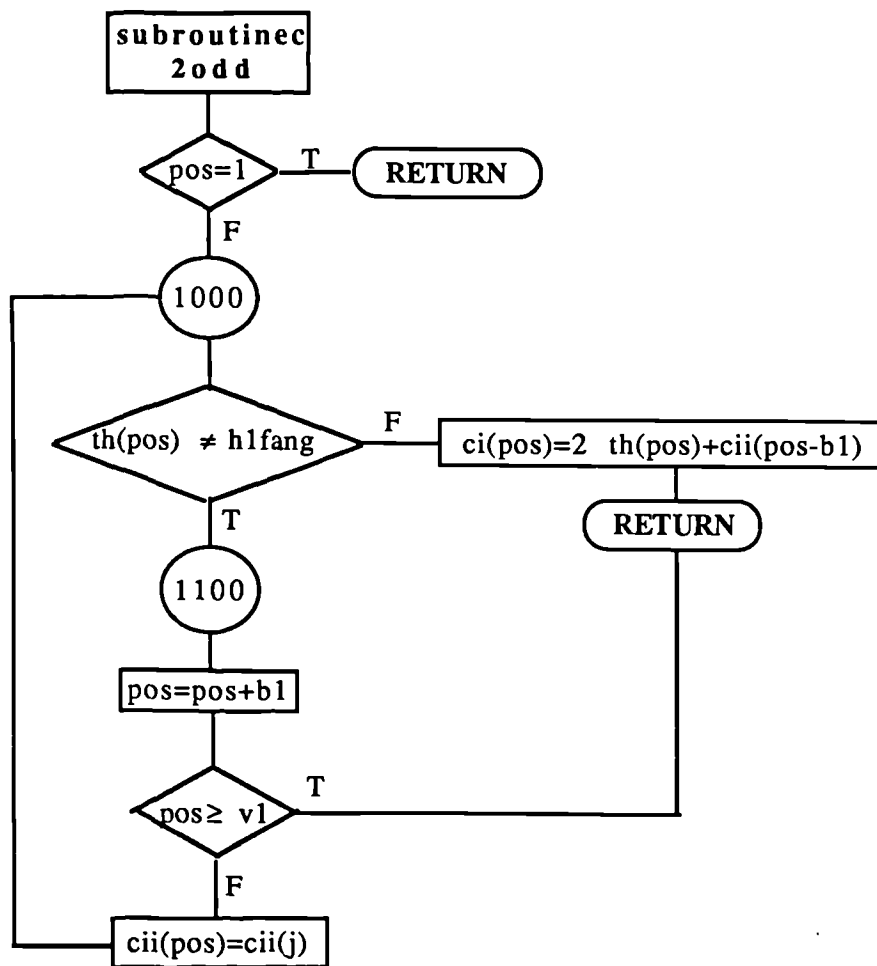 subroutinec
2odd
pos=1
T
RETURN
F
1000
th(pos) ≠ h1fang
F
ci(pos)=2 th(pos)+cii(pos-b1)
T
RETURN
1100
pos=pos+b1
pos≥ v1
T
F
cii(pos)=cii(j)